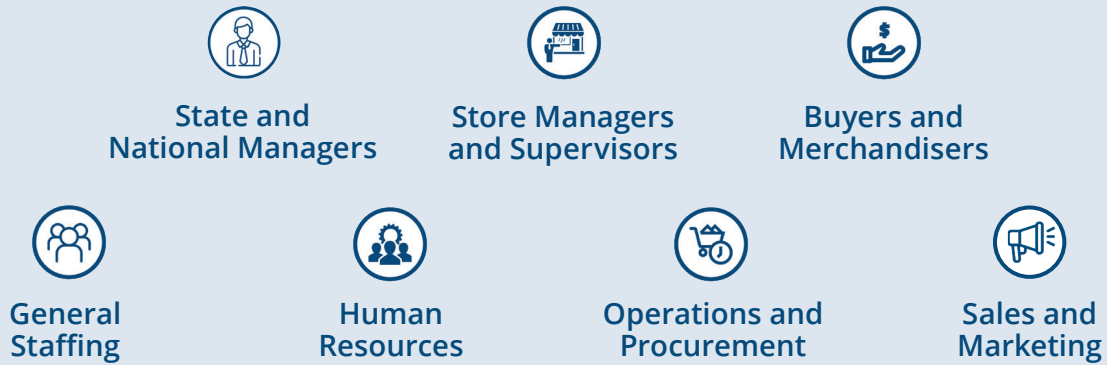 $
State and
National Managers
Store Managers
and Supervisors
Buyers and
Merchandisers
General
Staffing
Human
Resources
Operations and
Procurement
Sales and
Marketing